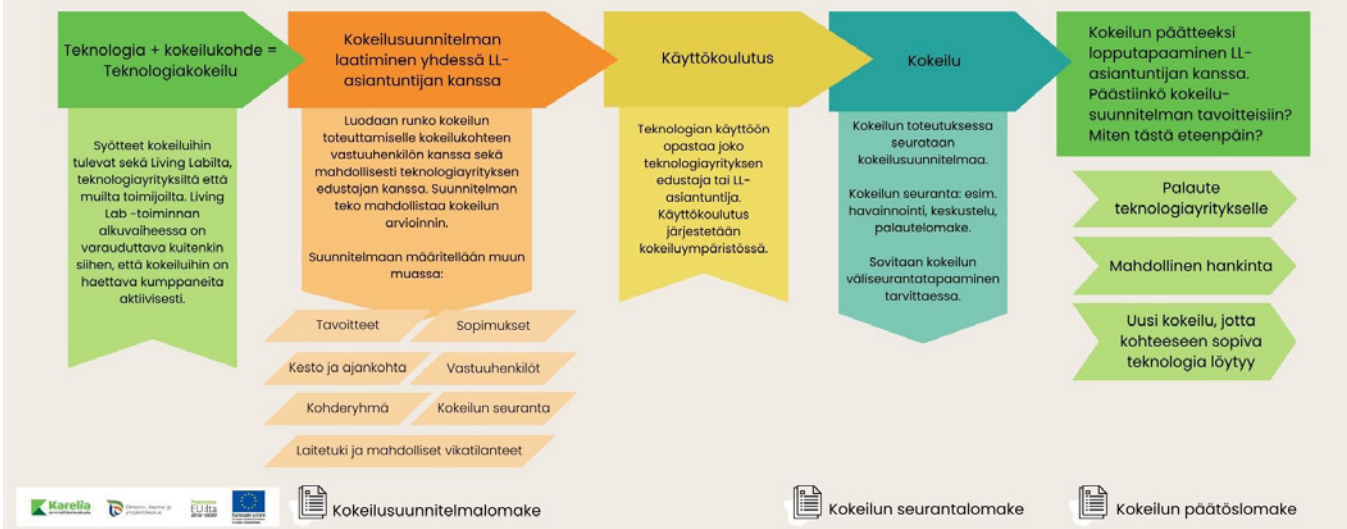 Teknologia + kokeilukohde =
Teknologiakokeilu
Syötteet kokeiluihin
tulevat sekä Living Labilta,
teknologiayrityksiltä että
muilta toimijoilta. Living
Lab -toiminnan
alkuvaiheessa on
varauduttava kuitenkin
siihen, että kokeiluihin on
haettava kumppaneita
aktiivisesti.
Kokeilusuunnitelman
laatiminen yhdessä LL-
asiantuntijan kanssa
Luodaan runko kokeilun
toteuttamiselle kokeilukohteen
vastuuhenkilön kanssa sekä
mahdollisesti teknologiayrityksen
edustajan kanssa. Suunnitelman
teko mahdollistaa kokeilun
arvioinnin.
Suunnitelmaan määritellään muun
muassa:
Tavoitteet
Sopimukset
Kesto ja ajankohta
Vastuuhenkilöt
Kohderyhmä
Kokeilun seuranta
Laitetuki ja mahdolliset vikatilanteet
Käyttökoulutus
Teknologian käyttöön
opastaa joko
teknologiayrityksen
edustaja tai LL-
asiantuntija.
Käyttökoulutus
järjestetään
kokeiluympäristössä.
Kokeilu
Kokeilun toteutuksessa
seurataan
kokeilusuunnitelmaa.
Kokeilun seuranta: esim.
havainnointi, keskustelu,
palautelomake.
Sovitaan kokeilun
väliseurantatapaaminen
tarvittaessa.
Kokeilun päätteeksi
lopputapaaminen LL-
asiantuntijan kanssa.
Päästiinkö kokeilu-
suunnitelman tavoitteisiin?
Miten tästä eteenpäin?
Palaute
teknologiayritykselle
Mahdollinen hankinta
Uusi kokeilu, jotta
kohteeseen sopiva
teknologia löytyy
Karelia
Kokeilusuunnitelmalomake
Kokeilun seurantalomake
Kokeilun päätöslomake